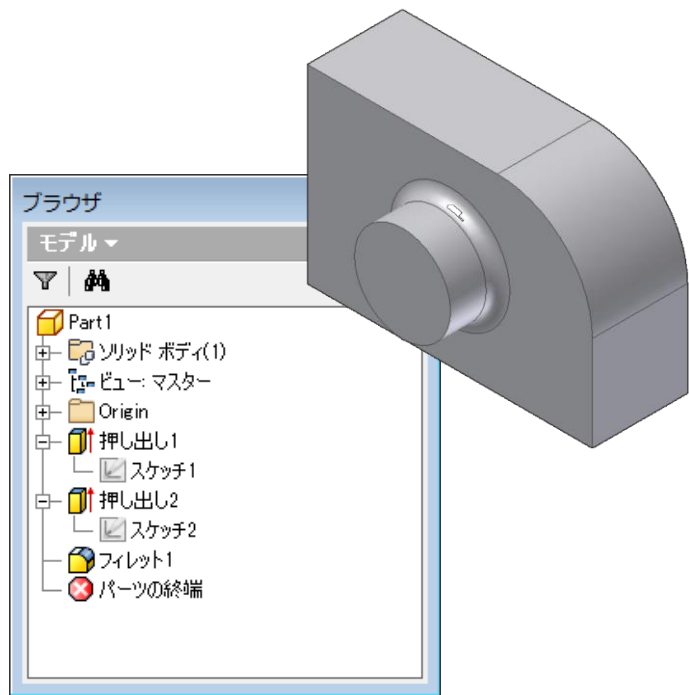 ブラウザ
モデル
Part1
ソリッド ボディ(1)
ビュー: マスター
Origin
押し出し1
スケッチ1
押し出し2
スケッチ2
フィレット1
パーツの終端